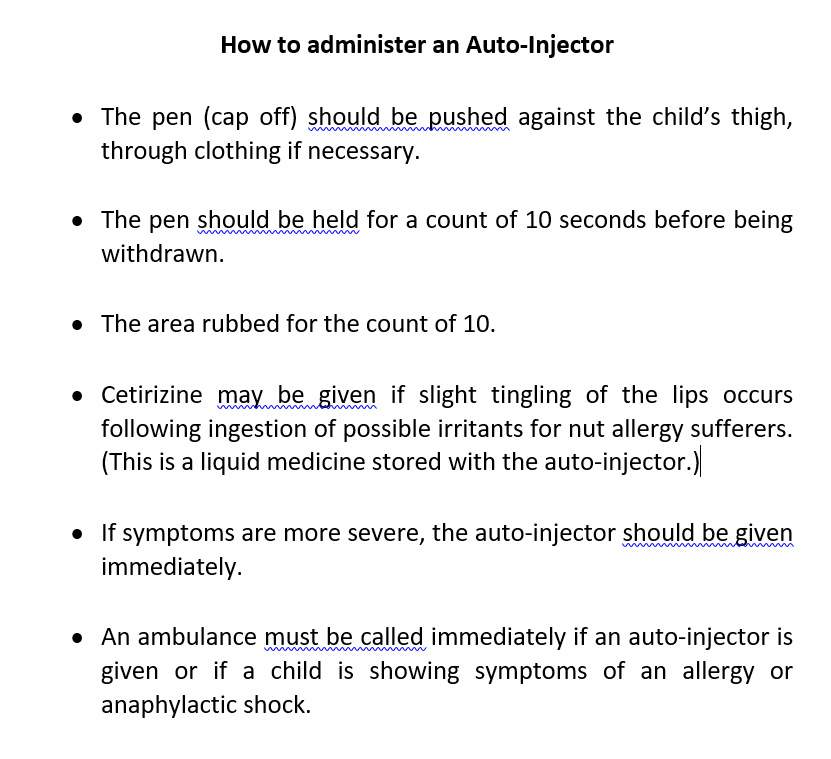 How to administer an Auto-Injector
• The pen (cap off) should be pushed against the child’s thigh,
through clothing if necessary.
• The pen should be held for a count of 10 seconds before being
withdrawn.
• The area rubbed for the count of 10.
• Cetirizine may be given if slight tingling of the lips occurs
following ingestion of possible irritants for nut allergy sufferers.
(This is a liquid medicine stored with the auto-injector.)
• If symptoms are more severe, the auto-injector should be given
immediately.
• An ambulance must be called immediately if an auto-injector is
given or if a child is showing symptoms of an allergy or
anaphylactic shock.